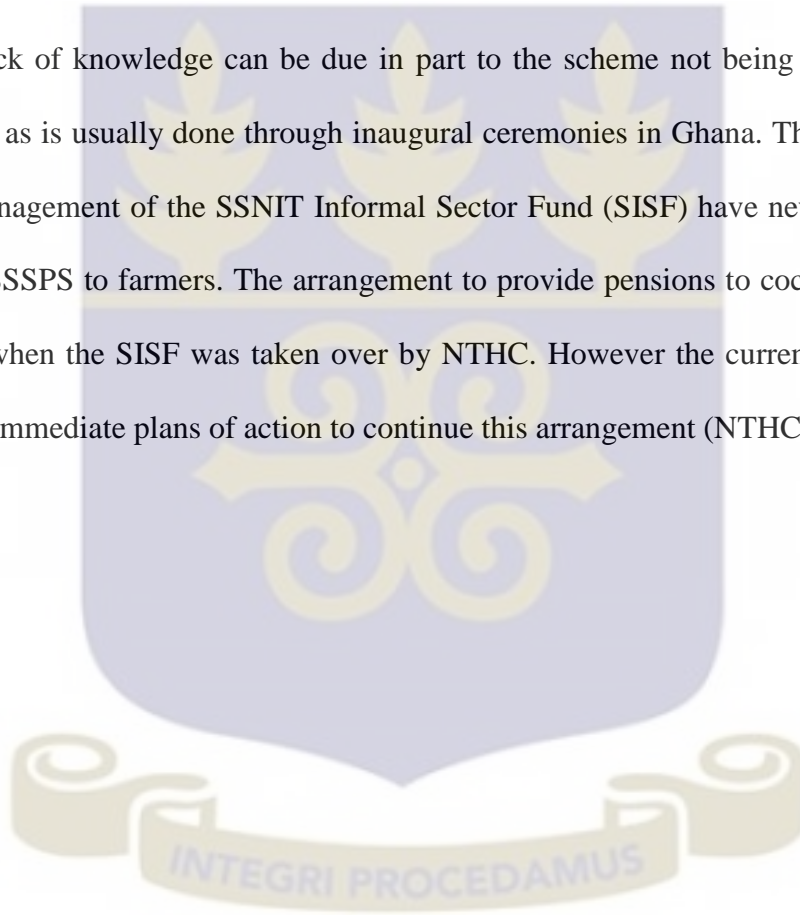 ck of knowledge can be due in part to the scheme not being
as is usually done through inaugural ceremonies in Ghana. Th
nagement of the SSNIT Informal Sector Fund (SISF) have ne
SSPS to farmers. The arrangement to provide pensions to coc
when the SISF was taken over by NTHC. However the curren
mmediate plans of action to continue this arrangement (NTHC
INTEGRI PROCEDAMUS